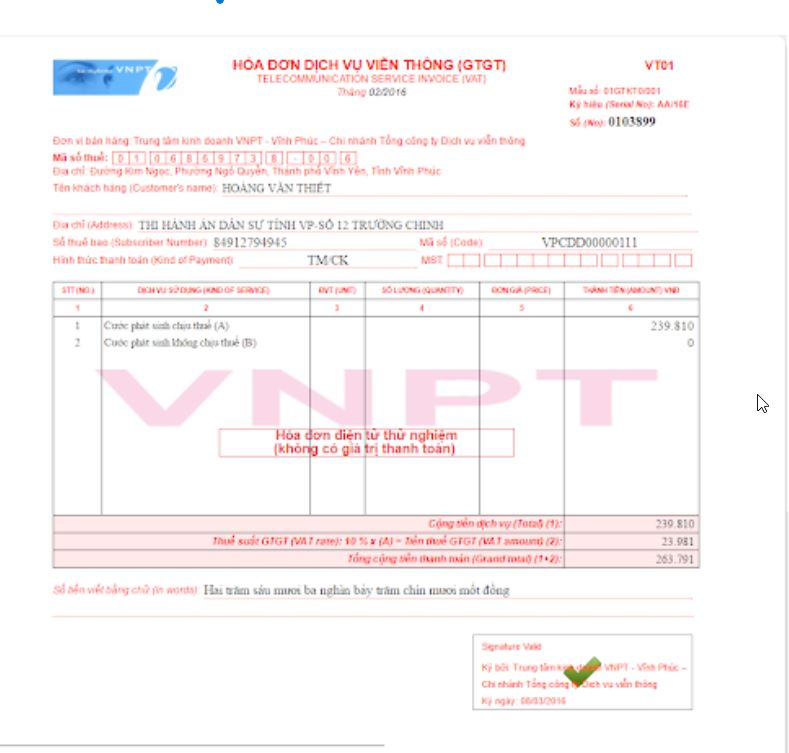 VNPT
HÓA ĐƠN DỊCH VỤ VIỄN THÔNG (GTGT)
TELECOMMUNICATION SERVICE INVOICE (VAT)
Tháng 02/2016
VT01
Mẫu số: 01GTKT0/001
Ký hiệu (Serial No): AA/16E
Số (No): 0103899
Đơn vị bán hàng: Trung tâm kinh doanh VNPT - Vĩnh Phúc – Chi nhánh Tổng công ty Dịch vụ viễn thông
Mã số thuế: 0 1 0 6 8 6 9 7 3 8 - 0 0 6
Địa chỉ: Đường Kim Ngọc, Phường Ngô Quyền, Thành phố Vĩnh Yên, Tỉnh Vĩnh Phúc
Tên khách hàng (Customer's name): HOÀNG VĂN THIẾT
Địa chỉ (Address): THI HÀNH ÁN DÂN SỰ TỈNH VP-SỐ 12 TRƯỜNG CHINH
Số thuê bao (Subscriber Number): 84912794945 Mã số (Code): VPCDD00000111
Hình thức thanh toán (Kind of Payment): TM/CK MST:
STT (NO.) DỊCH VỤ SỬ DỤNG (KIND OF SERVICE) ĐVT (UNIT) SỐ LƯỢNG (QUANTITY) ĐƠN GIÁ (PRICE) THÀNH TIỀN (AMOUNT) VND
1 2 3 4 5 6
1 Cước phát sinh chịu thuế (A) 239.810
2 Cước phát sinh không chịu thuế (B) 0
VNPT
Hóa đơn điện tử thử nghiệm
(không có giá trị thanh toán)
Cộng tiền dịch vụ (Total) (1): 239.810
Thuế suất GTGT (VAT rate): 10 % x (A) = Tiền thuế GTGT (VAT amount) (2): 23.981
Tổng cộng tiền thanh toán (Grand total) (1+2): 263.791
Số tiền viết bằng chữ (In words): Hai trăm sáu mươi ba nghìn bảy trăm chín mươi mốt đồng
Signature Valid
Ký bởi: Trung tâm kinh doanh VNPT - Vĩnh Phúc –
Chi nhánh Tổng công ty Dịch vu viễn thông
Ký ngày: 08/03/2016